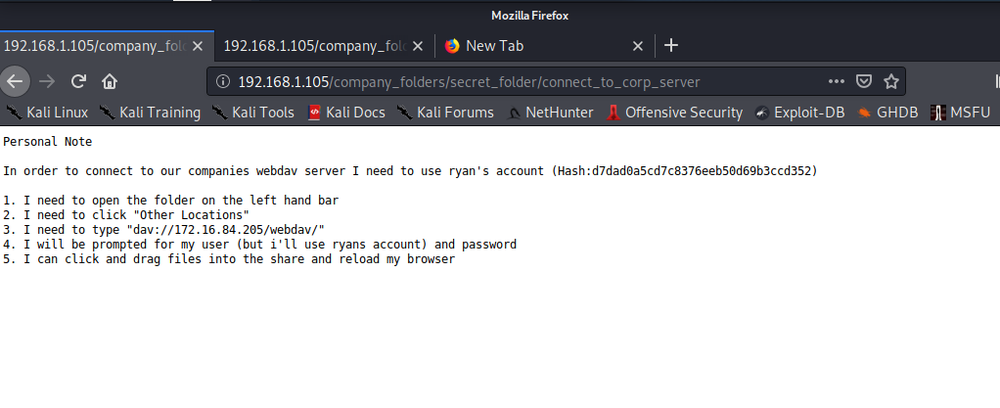 Mozilla Firefox
192.168.1.105/company_fol
192.168.1.105/company_fol
New Tab
192.168.1.105/company_folders/secret_folder/connect_to_corp_server
Kali Linux Kali Training Kali Tools Kali Docs Kali Forums NetHunter Offensive Security Exploit-DB GHDB MSFU
Personal Note
In order to connect to our companies webdav server I need to use ryan's account (Hash:d7dad0a5cd7c8376eeb50d69b3ccd352)
1. I need to open the folder on the left hand bar
2. I need to click "Other Locations"
3. I need to type "dav://172.16.84.205/webdav/"
4. I will be prompted for my user (but i'll use ryans account) and password
5. I can click and drag files into the share and reload my browser